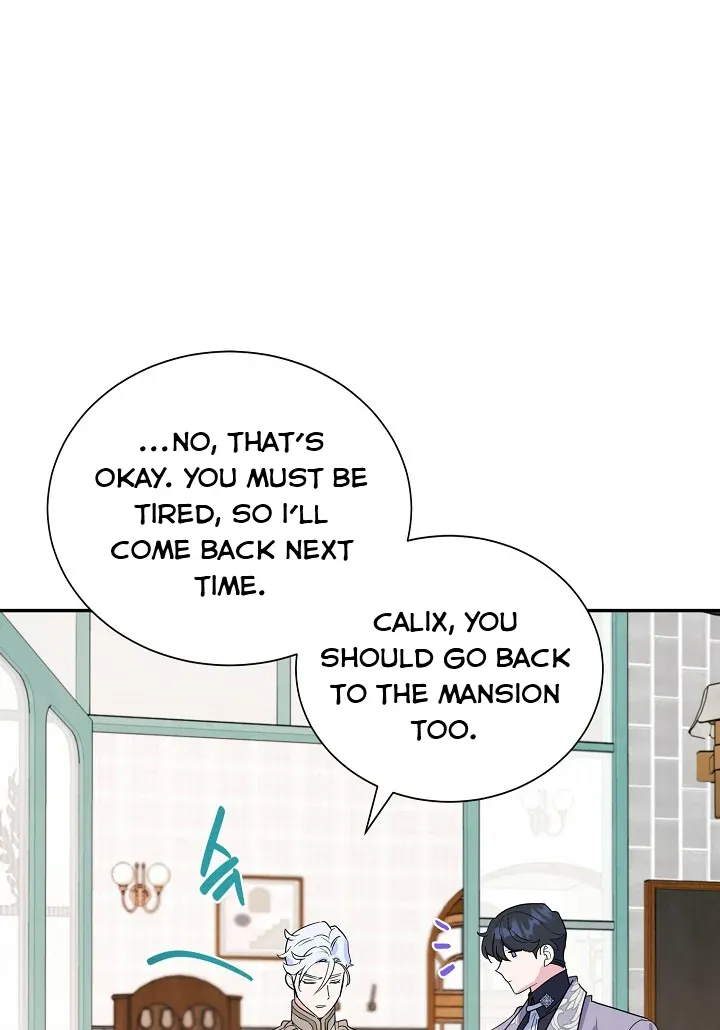 ...NO, THAT'S
OKAY. YOU MUST BE
TIRED, SO I'LL
COME BACK NEXT
TIME.
CALIX, YOU
SHOULD GO BACK
TO THE MANSION
TOO.